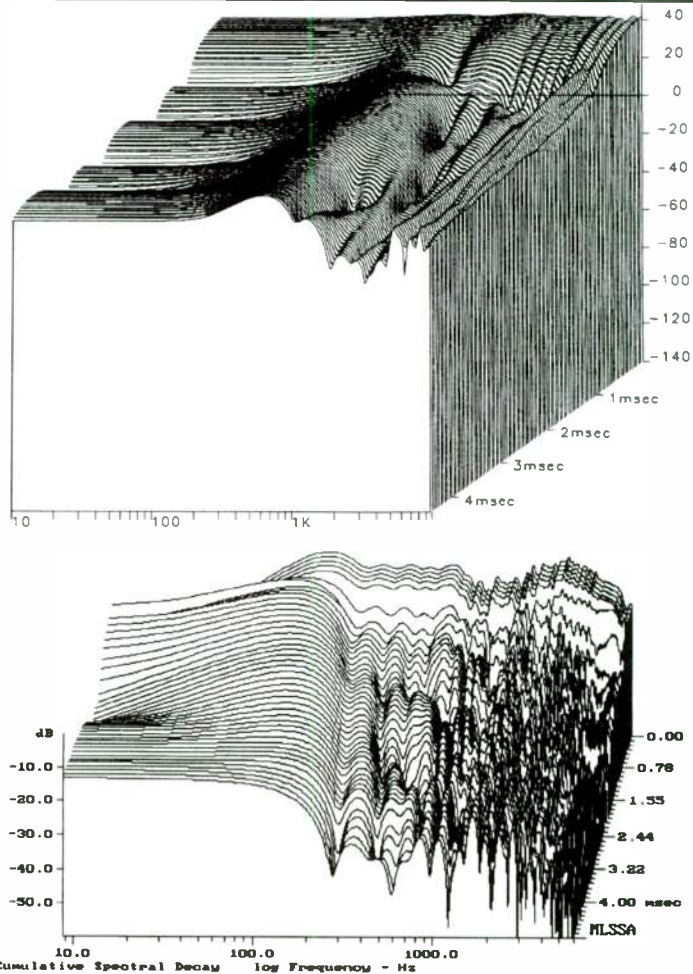 40
20
0
-20
-40
-60
-80
-100
-120
-140
1msec
2msec
3msec
4msec
10 100 1K
dB
-10.0
-20.0
-30.0
-40.0
-50.0
0.00
0.78
1.55
2.44
3.22
4.00 msec
MLSSA
10.0 100.0 1000.0
Cumulative Spectral Decay log Frequency - Hz